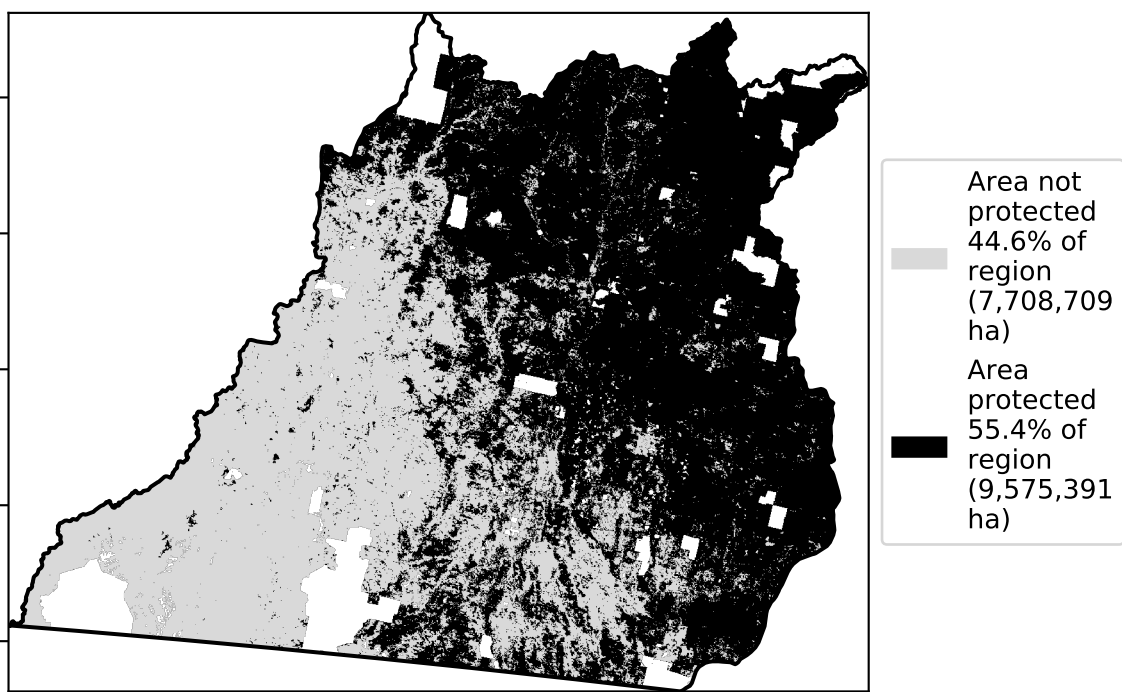 Area not
protected
44.6% of
region
(7,708,709
ha)
Area
protected
55.4% of
region
(9,575,391
ha)